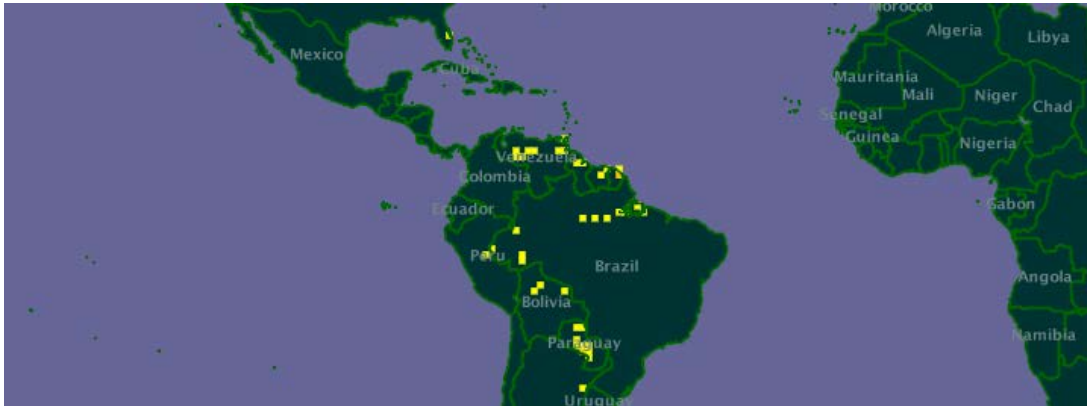 Morocco
Algeria
Libya
Mexico
Cuba
Mauritania
Mali
Niger
Chad
Senegal
Guinea
Nigeria
Venezuela
Colombia
Ecuador
Gabon
Peru
Brazil
Angola
Bolivia
Namibia
Paraguay
Uruguay